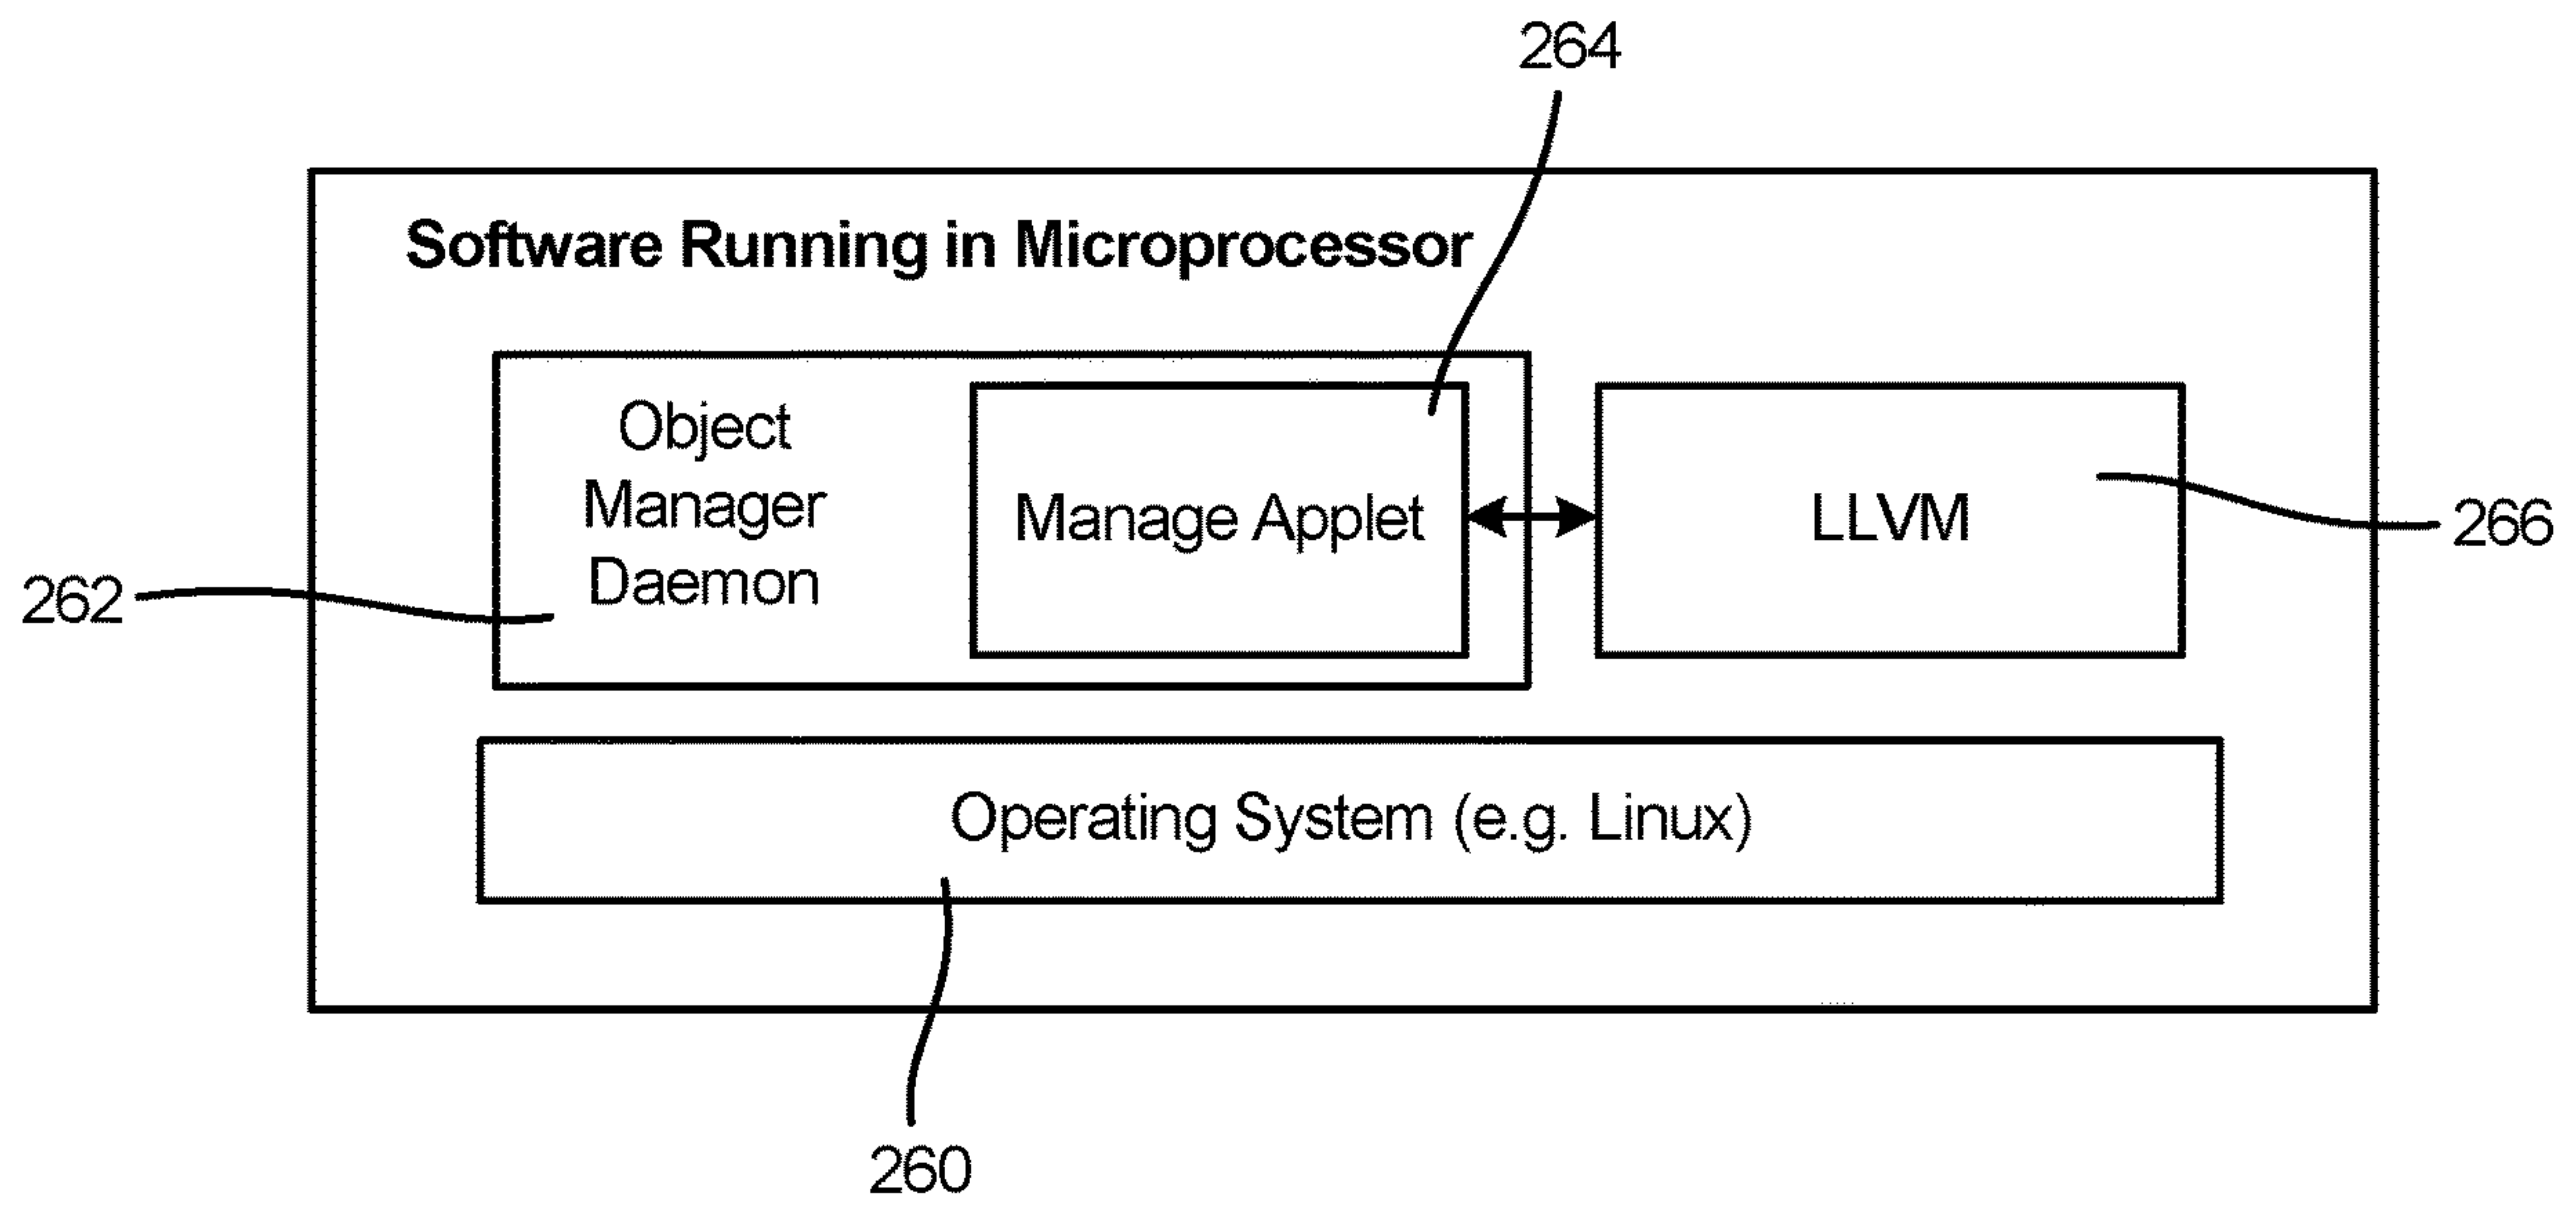 264
Software Running in Microprocessor
Object
Manager
Daemon
Manage Applet
LLVM
266
262
Operating System (e.g. Linux)
260